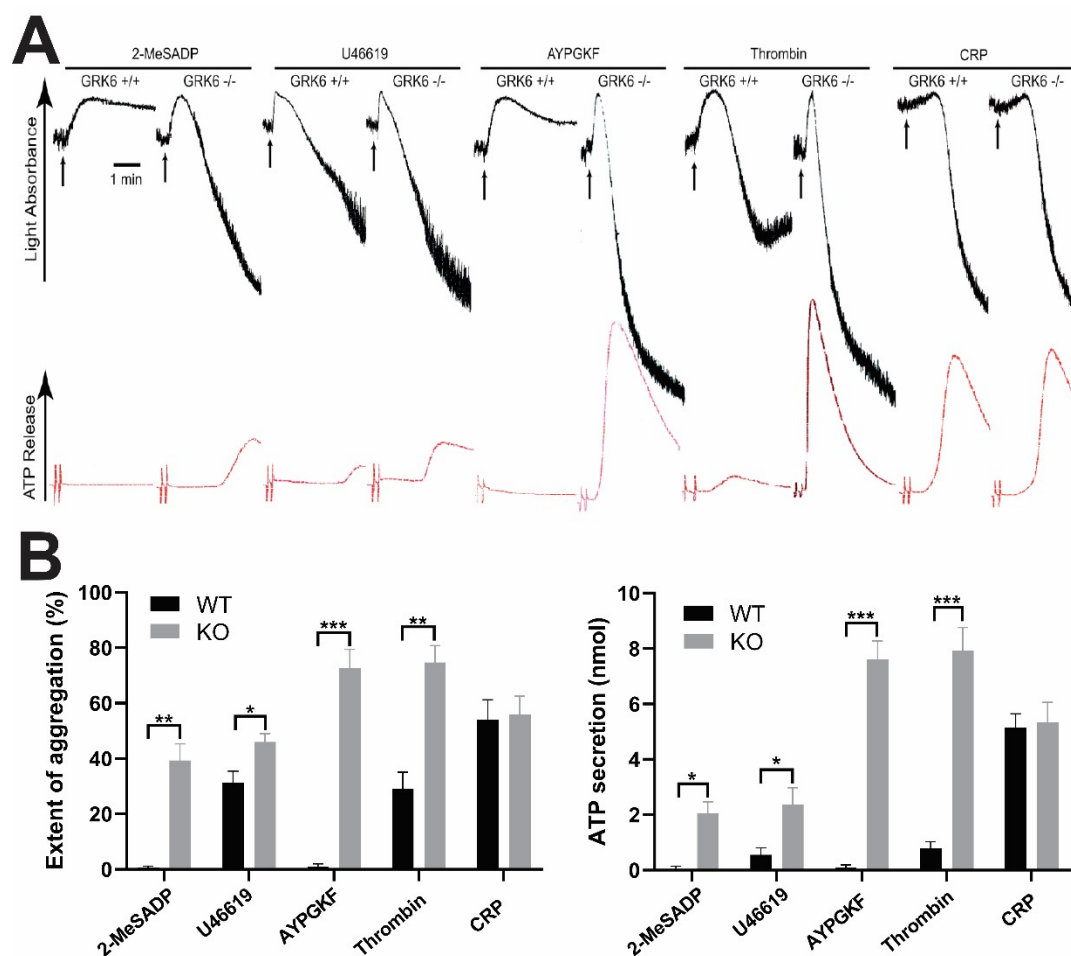 A
2-MeSADP U46619 AYPGKF Thrombin CRP
GRK6 +/+ GRK6 -/- GRK6 +/+ GRK6 -/- GRK6 +/+ GRK6 -/- GRK6 +/+ GRK6 -/- GRK6 +/+ GRK6 -/-
Light Absorbance
1 min
ATP Release
B
Extent of aggregation (%)
100
80
60
40
20
0
WT
KO
** * *** **
2-MeSADP U46619 AYPGKF Thrombin CRP
ATP secretion (nmol)
10
8
6
4
2
0
WT
KO
* * *** ***
2-MeSADP U46619 AYPGKF Thrombin CRP